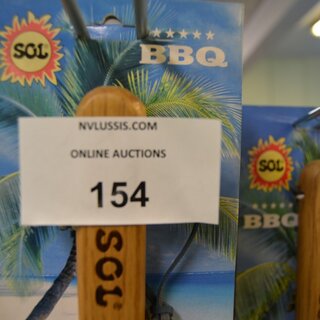 SOL
★★★★★
BBQ
NVLUSSIS.COM
ONLINE AUCTIONS
154
SOL
SOL
★★★★★
BBQ